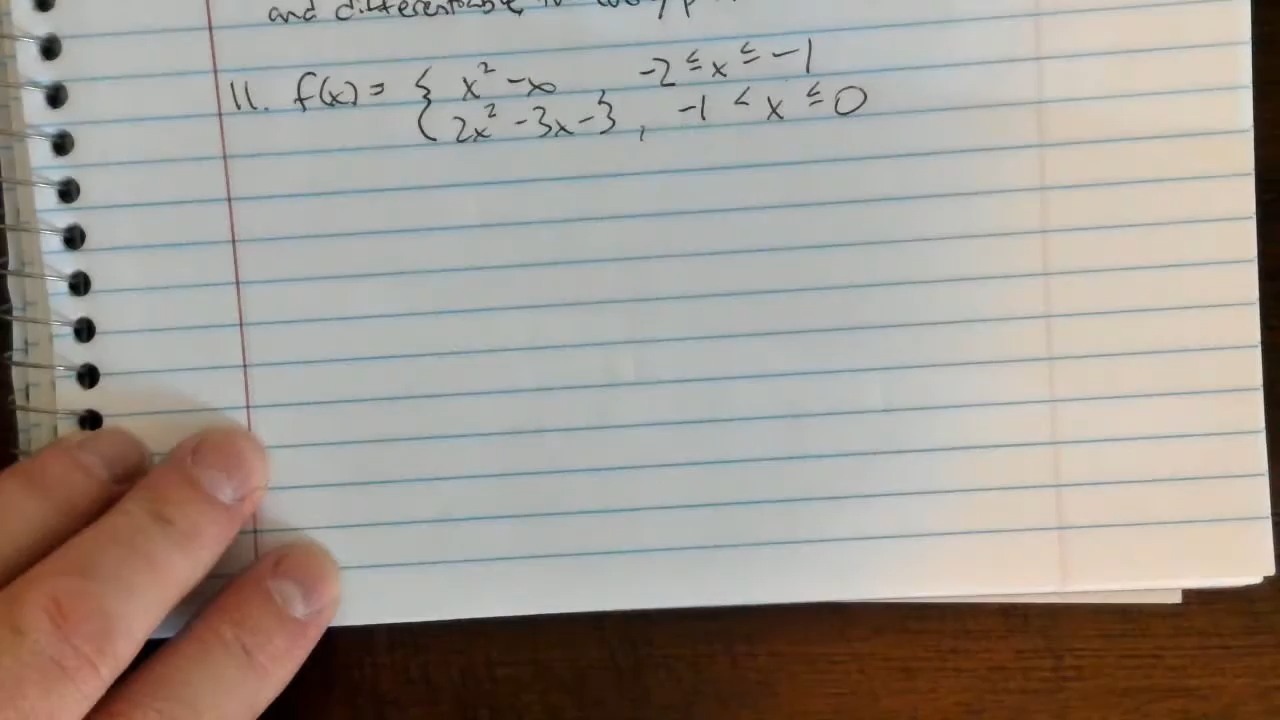 and differentiable
11. f(x) = { x² - x, -2 ≤ x ≤ -1
2x² - 3x - 3, -1 < x ≤ 0